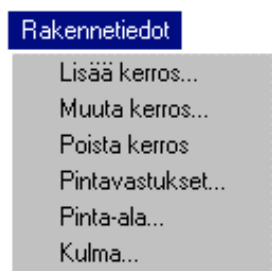 Rakennetiedot
Lisää kerros...
Muuta kerros...
Poista kerros
Pintavastukset...
Pinta-ala...
Kulma...